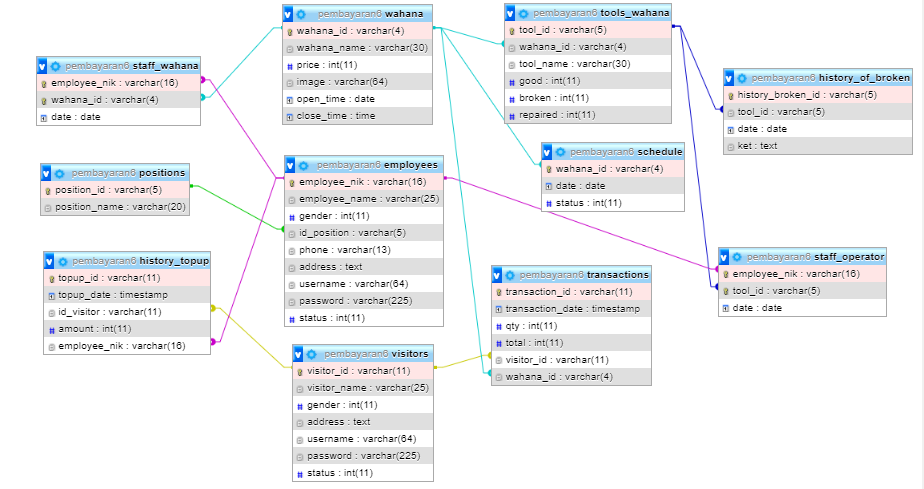 pembayaran6 wahana
wahana_id : varchar(4)
wahana_name : varchar(30)
price : int(11)
image : varchar(64)
open_time : date
close_time : time
v pembayaran6 tools_wahana
tool_id : varchar(5)
wahana_id : varchar(4)
tool_name : varchar(30)
good : int(11)
broken : int(11)
repaired : int(11)
v pembayaran6 staff_wahana
employee_nik : varchar(16)
wahana_id : varchar(4)
date : date
v pembayaran6 history_of_broken
history_broken_id : varchar(5)
tool_id : varchar(5)
date : date
ket : text
v pembayaran6 positions
position_id : varchar(5)
position_name : varchar(20)
v pembayaran6 employees
employee_nik : varchar(16)
employee_name : varchar(25)
gender : int(11)
id_position : varchar(5)
phone : varchar(13)
address : text
username : varchar(64)
password : varchar(225)
status : int(11)
v pembayaran6 schedule
wahana_id : varchar(4)
date : date
status : int(11)
v pembayaran6 history_topup
topup_id : varchar(11)
topup_date : timestamp
id_visitor : varchar(11)
amount : int(11)
employee_nik : varchar(16)
v pembayaran6 transactions
transaction_id : varchar(11)
transaction_date : timestamp
qty : int(11)
total : int(11)
visitor_id : varchar(11)
wahana_id : varchar(4)
v pembayaran6 staff_operator
employee_nik : varchar(16)
tool_id : varchar(5)
date : date
v pembayaran6 visitors
visitor_id : varchar(11)
visitor_name : varchar(25)
gender : int(11)
address : text
username : varchar(64)
password : varchar(225)
status : int(11)